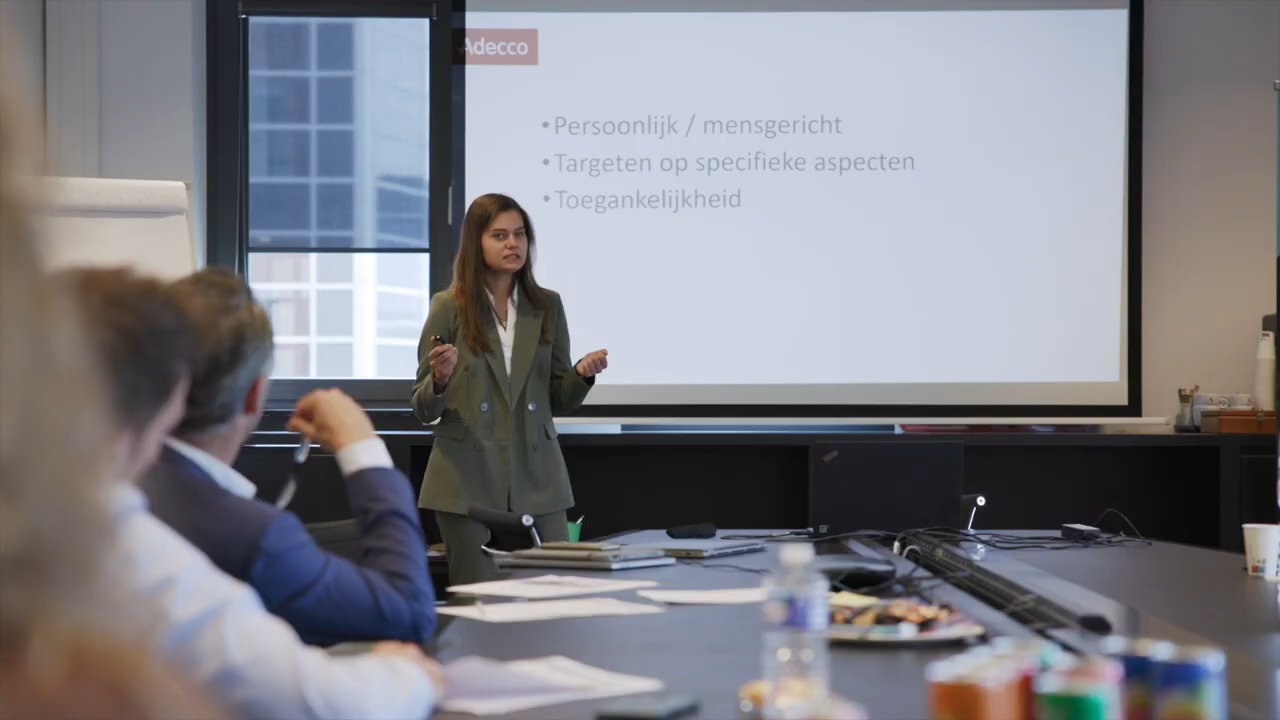 Adecco
• Persoonlijk / mensgericht
• Targeten op specifieke aspecten
• Toegankelijkheid